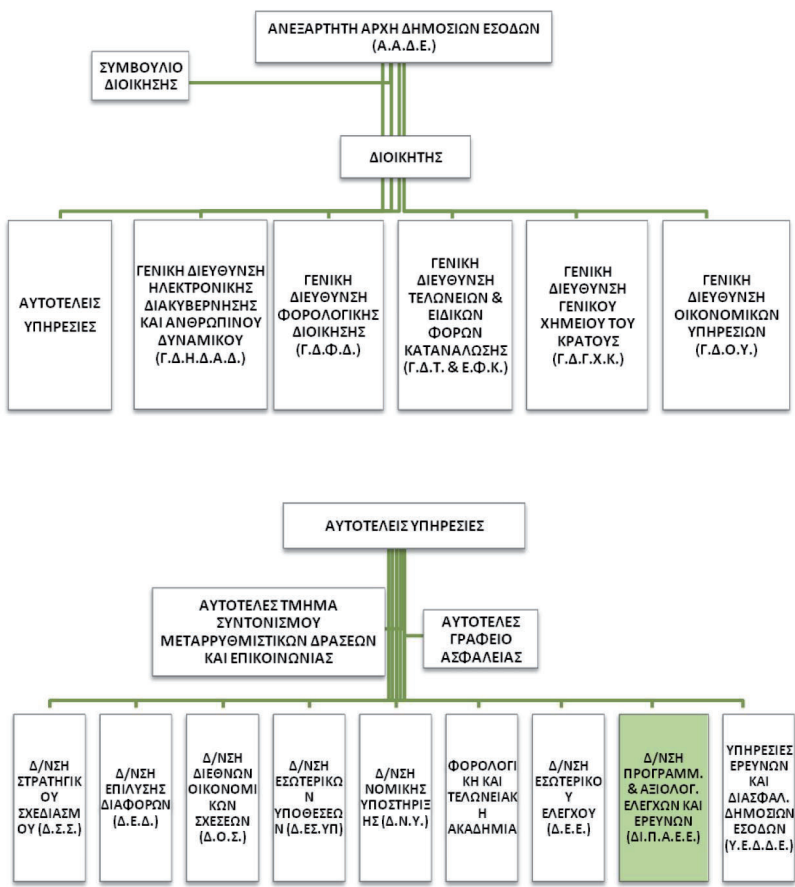 ΑΝΕΞΑΡΤΗΤΗ ΑΡΧΗ ΔΗΜΟΣΙΩΝ ΕΣΟΔΩΝ
(Α.Α.Δ.Ε.)
ΣΥΜΒΟΥΛΙΟ
ΔΙΟΙΚΗΣΗΣ
ΔΙΟΙΚΗΤΗΣ
ΑΥΤΟΤΕΛΕΙΣ
ΥΠΗΡΕΣΙΕΣ
ΓΕΝΙΚΗ ΔΙΕΥΘΥΝΣΗ
ΗΛΕΚΤΡΟΝΙΚΗΣ
ΔΙΑΚΥΒΕΡΝΗΣΗΣ
ΚΑΙ ΑΝΘΡΩΠΙΝΟΥ
ΔΥΝΑΜΙΚΟΥ
(Γ.Δ.Η.Δ.Α.Δ.)
ΓΕΝΙΚΗ
ΔΙΕΥΘΥΝΣΗ
ΦΟΡΟΛΟΓΙΚΗΣ
ΔΙΟΙΚΗΣΗΣ
(Γ.Δ.Φ.Δ.)
ΓΕΝΙΚΗ
ΔΙΕΥΘΥΝΣΗ
ΤΕΛΩΝΕΙΩΝ &
ΕΙΔΙΚΩΝ
ΦΟΡΩΝ
ΚΑΤΑΝΑΛΩΣΗΣ
(Γ.Δ.Τ. & Ε.Φ.Κ.)
ΓΕΝΙΚΗ
ΔΙΕΥΘΥΝΣΗ
ΓΕΝΙΚΟΥ
ΧΗΜΕΙΟΥ ΤΟΥ
ΚΡΑΤΟΥΣ
(Γ.Δ.Γ.Χ.Κ.)
ΓΕΝΙΚΗ
ΔΙΕΥΘΥΝΣΗ
ΟΙΚΟΝΟΜΙΚΩΝ
ΥΠΗΡΕΣΙΩΝ
(Γ.Δ.Ο.Υ.)
ΑΥΤΟΤΕΛΕΙΣ ΥΠΗΡΕΣΙΕΣ
ΑΥΤΟΤΕΛΕΣ ΤΜΗΜΑ
ΣΥΝΤΟΝΙΣΜΟΥ
ΜΕΤΑΡΡΥΘΜΙΣΤΙΚΩΝ ΔΡΑΣΕΩΝ
ΚΑΙ ΕΠΙΚΟΙΝΩΝΙΑΣ
ΑΥΤΟΤΕΛΕΣ
ΓΡΑΦΕΙΟ
ΑΣΦΑΛΕΙΑΣ
Δ/ΝΣΗ
ΣΤΡΑΤΗΓΙΚ
ΟΥ
ΣΧΕΔΙΑΣΜ
ΟΥ (Δ.Σ.Σ.)
Δ/ΝΣΗ
ΕΠΙΛΥΣΗΣ
ΔΙΑΦΟΡΩΝ
(Δ.Ε.Δ.)
Δ/ΝΣΗ
ΔΙΕΘΝΩΝ
ΟΙΚΟΝΟΜ
ΙΚΩΝ
ΣΧΕΣΕΩΝ
(Δ.Ο.Σ.)
Δ/ΝΣΗ
ΕΣΩΤΕΡΙΚΩ
Ν
ΥΠΟΘΕΣΕΩ
Ν (Δ.ΕΣ.ΥΠ)
Δ/ΝΣΗ
ΝΟΜΙΚΗΣ
ΥΠΟΣΤΗΡΙΞ
ΗΣ (Δ.Ν.Υ.)
ΦΟΡΟΛΟΓΙ
ΚΗ ΚΑΙ
ΤΕΛΩΝΕΙΑΚ
Η
ΑΚΑΔΗΜΙΑ
Δ/ΝΣΗ
ΕΣΩΤΕΡΙΚΟ
Υ
ΕΛΕΓΧΟΥ
(Δ.Ε.Ε.)
Δ/ΝΣΗ
ΠΡΟΓΡΑΜΜ.
& ΑΞΙΟΛΟΓ.
ΕΛΕΓΧΩΝ ΚΑΙ
ΕΡΕΥΝΩΝ
(ΔΙ.Π.Α.Ε.Ε.)
ΥΠΗΡΕΣΙΕΣ
ΕΡΕΥΝΩΝ
ΚΑΙ
ΔΙΑΣΦΑΛ.
ΔΗΜΟΣΙΩΝ
ΕΣΟΔΩΝ
(Υ.Ε.Δ.Δ.Ε.)